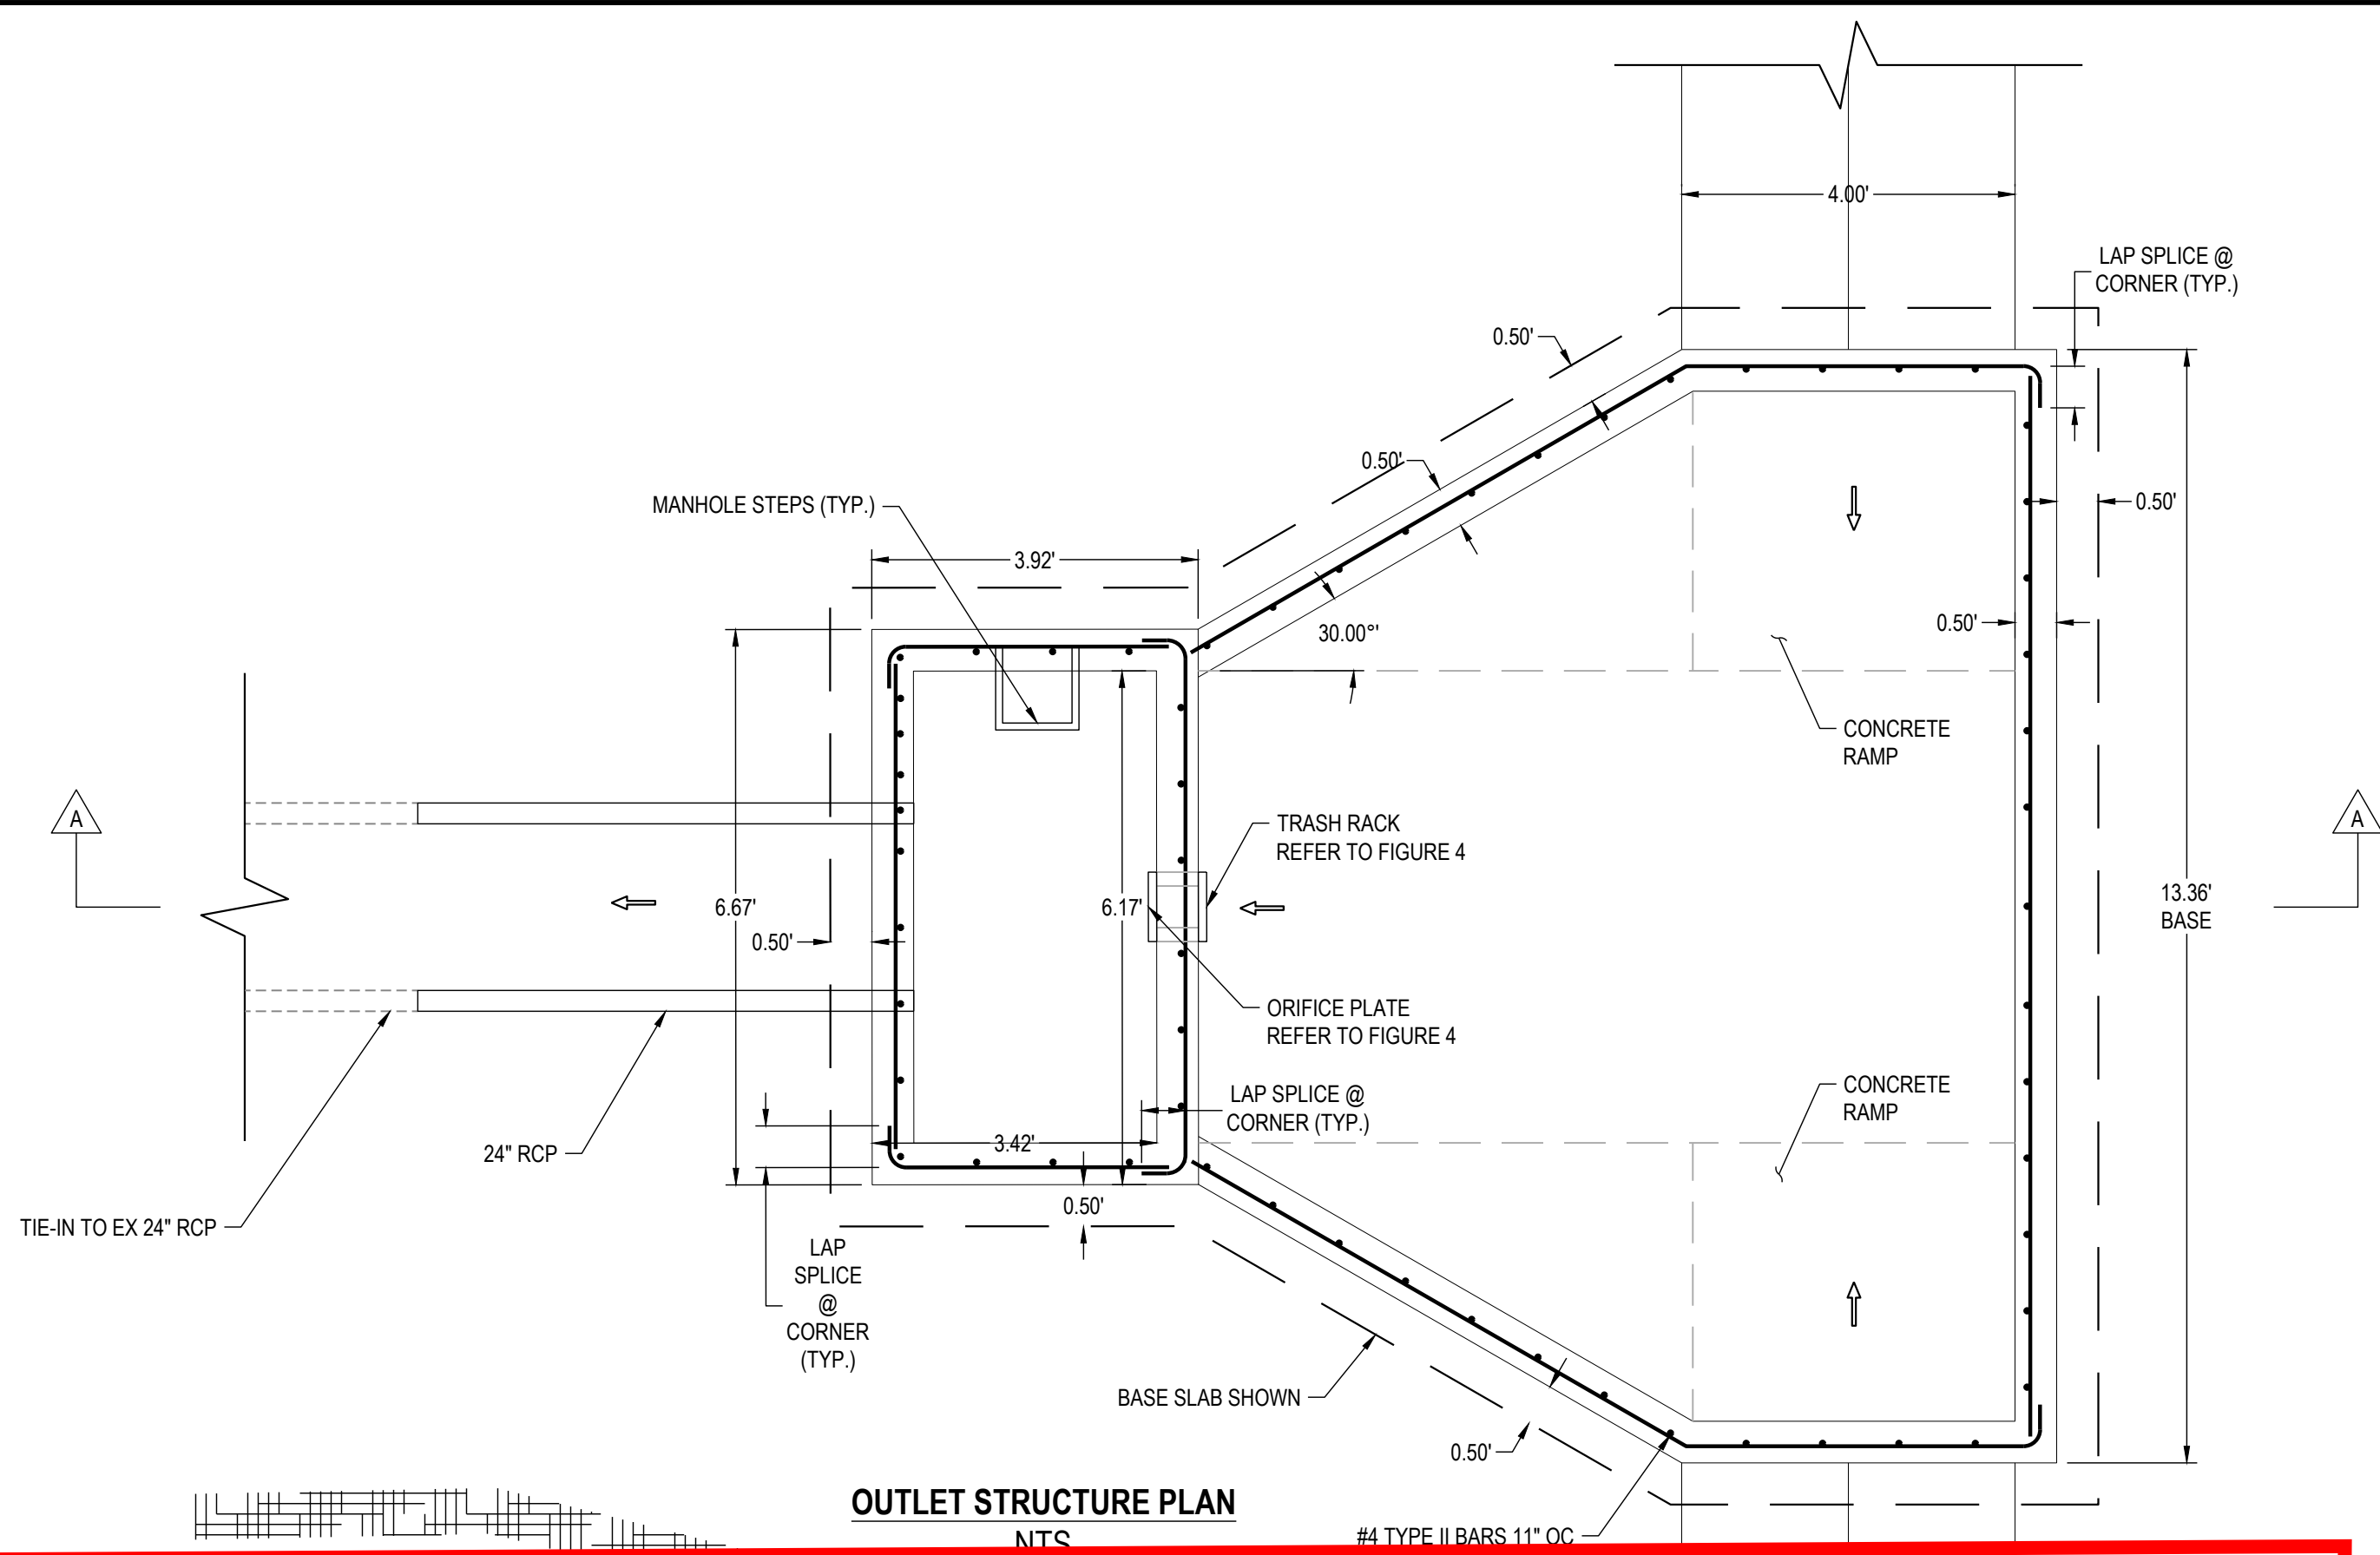 4.00'
LAP SPLICE @
CORNER (TYP.)
0.50'
0.50'
MANHOLE STEPS (TYP.)
0.50'
3.92'
0.50'
30.00°'
CONCRETE
RAMP
A
TRASH RACK
REFER TO FIGURE 4
A
6.67'
6.17'
13.36'
BASE
0.50'
ORIFICE PLATE
REFER TO FIGURE 4
CONCRETE
RAMP
LAP SPLICE @
CORNER (TYP.)
3.42'
24" RCP
0.50'
TIE-IN TO EX 24" RCP
LAP
SPLICE
@
CORNER
(TYP.)
BASE SLAB SHOWN
0.50'
OUTLET STRUCTURE PLAN
NTS
#4 TYPE II BARS 11" OC